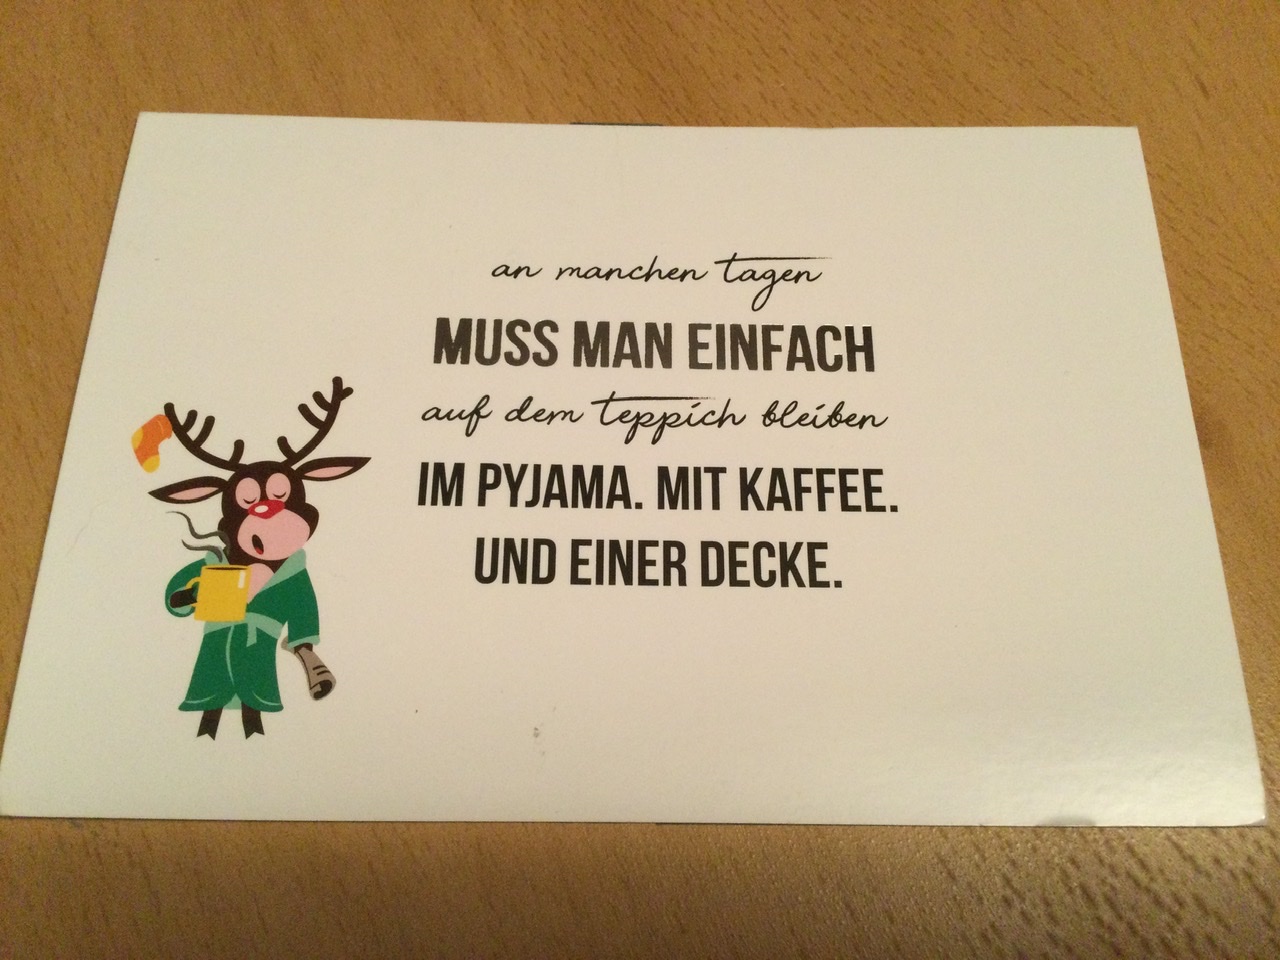 an manchen tagen
MUSS MAN EINFACH
auf dem teppich bleiben
IM PYJAMA. MIT KAFFEE.
UND EINER DECKE.